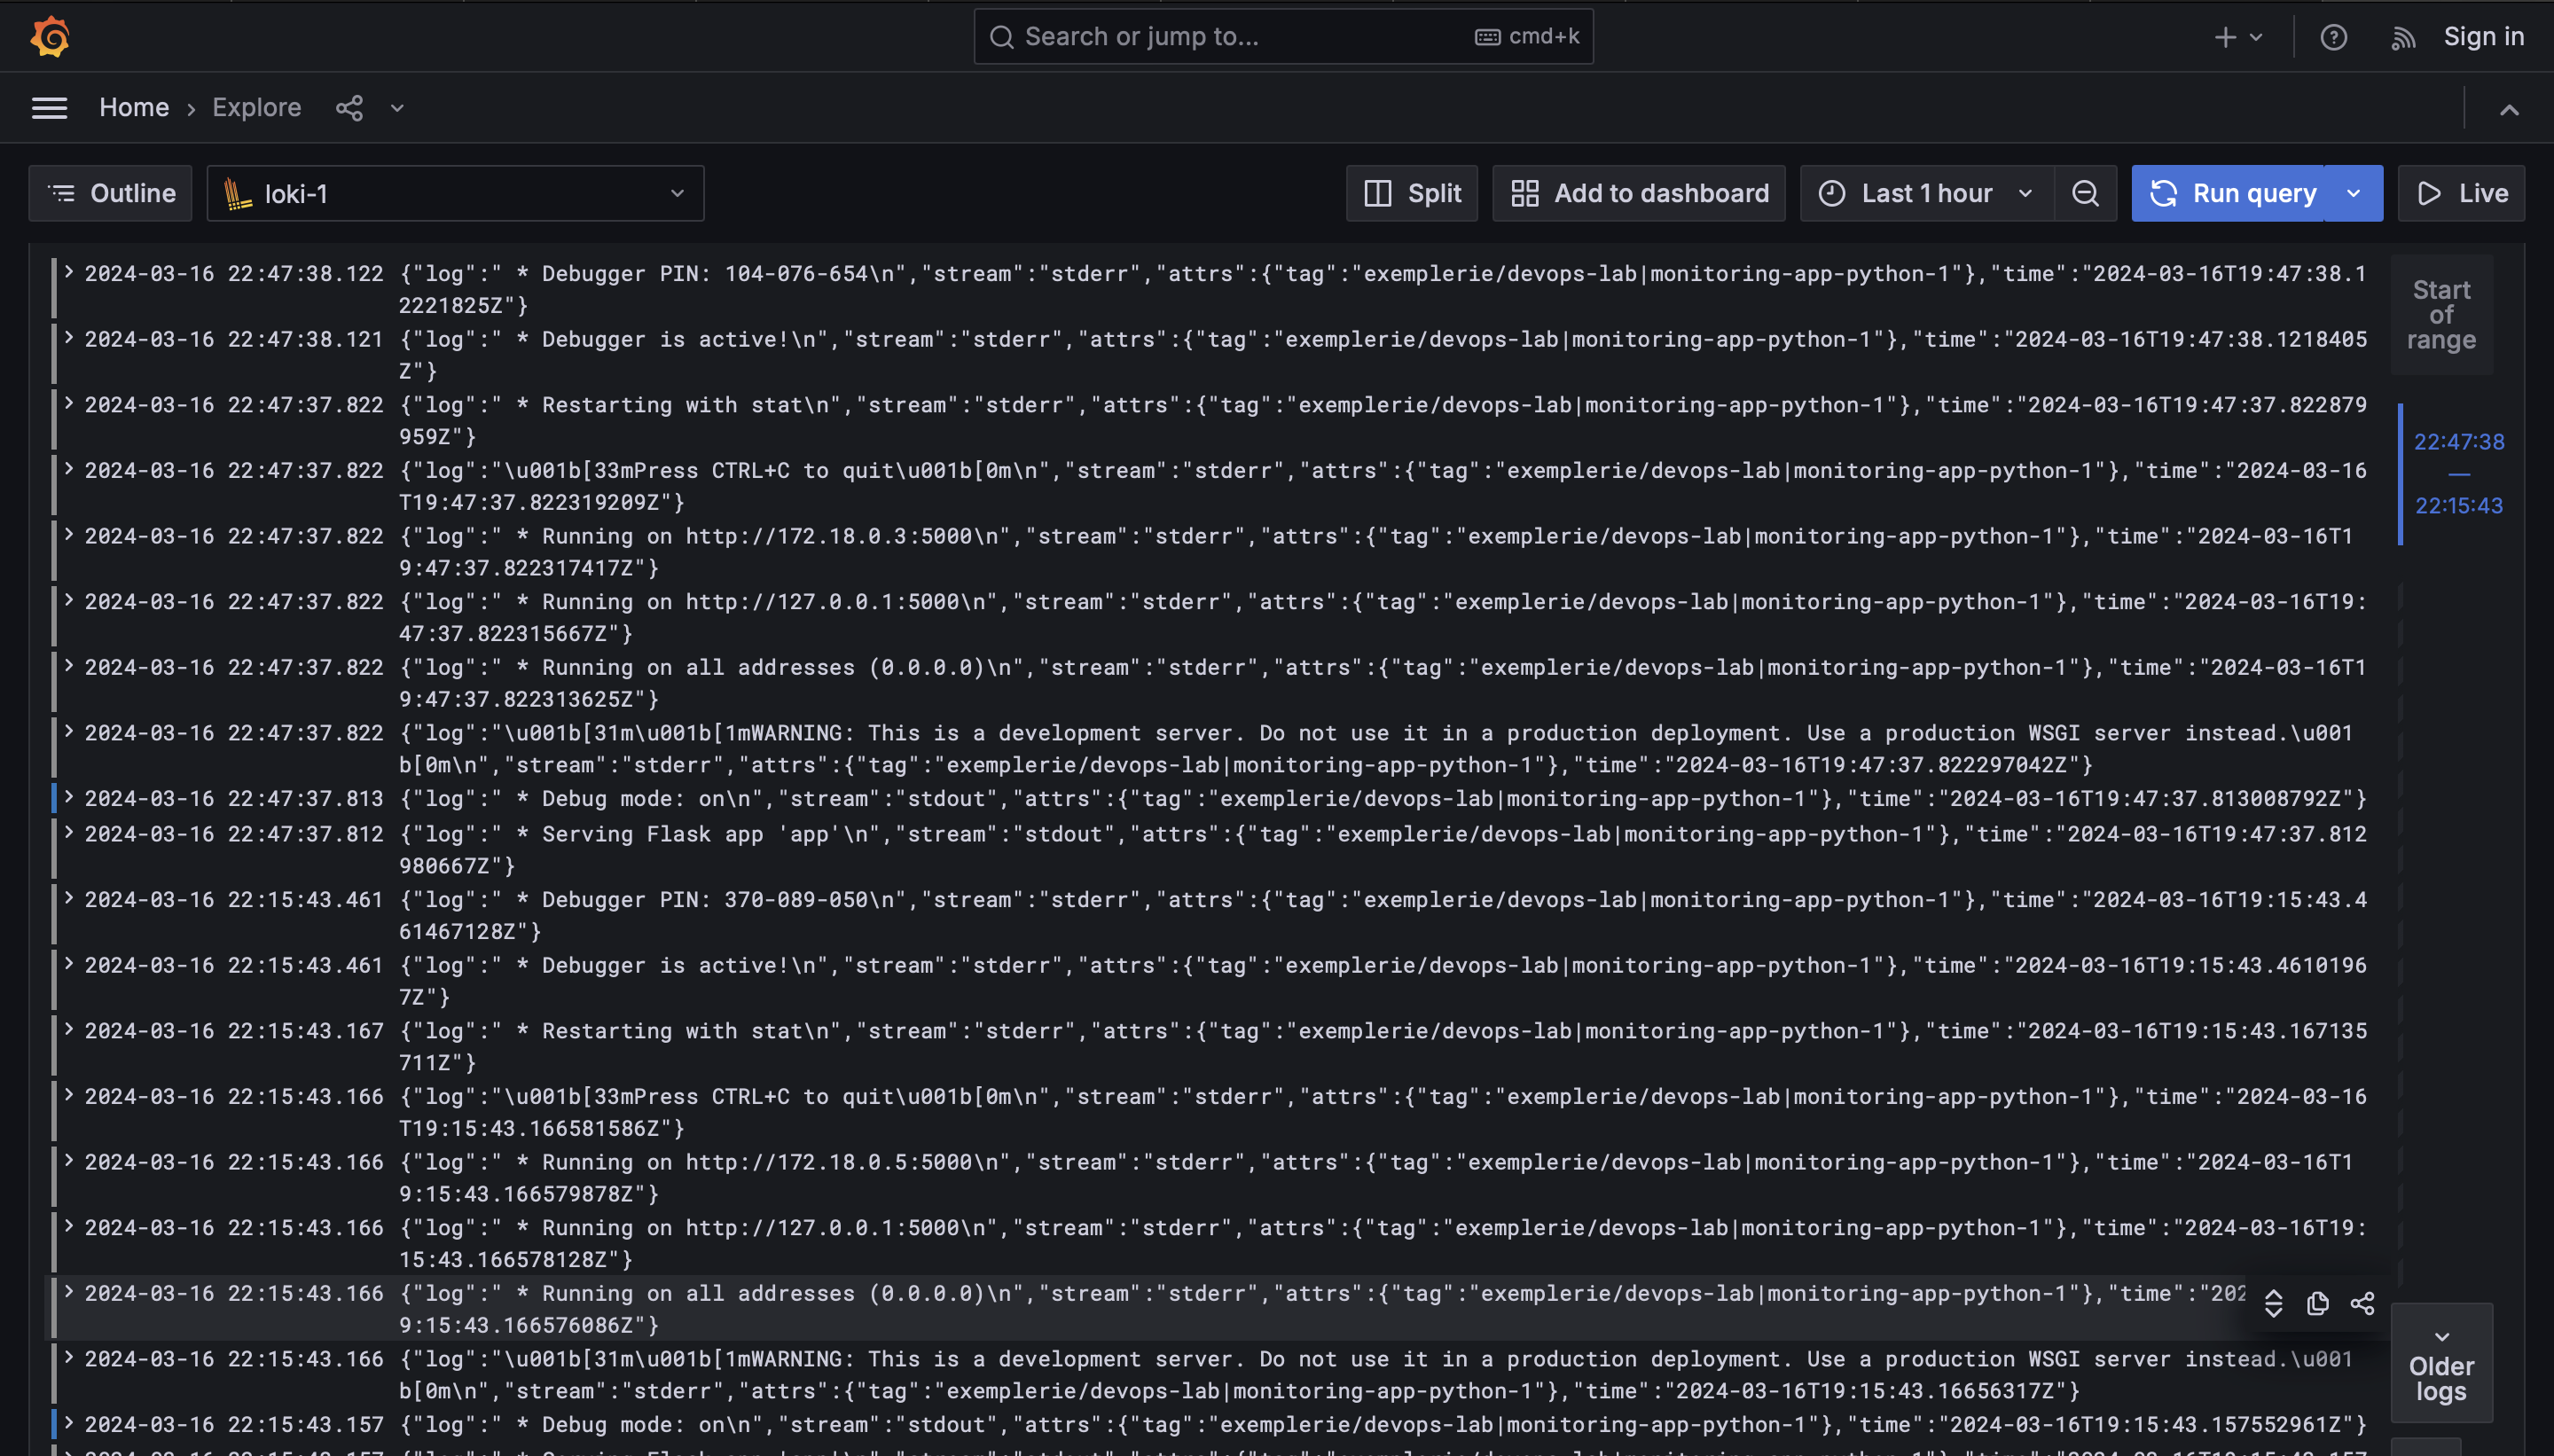 Search or jump to...
cmd+k
Sign in
Home
Explore
Outline
loki-1
Split
Add to dashboard
Last 1 hour
Run query
Live
2024-03-16 22:47:38.122 {"log":" * Debugger PIN: 104-076-654\n","stream":"stderr","attrs":{"tag":"exemplerie/devops-lab|monitoring-app-python-1"},"time":"2024-03-16T19:47:38.1
2221825Z"}
2024-03-16 22:47:38.121 {"log":" * Debugger is active!\n","stream":"stderr","attrs":{"tag":"exemplerie/devops-lab|monitoring-app-python-1"},"time":"2024-03-16T19:47:38.1218405
Z"}
2024-03-16 22:47:37.822 {"log":" * Restarting with stat\n","stream":"stderr","attrs":{"tag":"exemplerie/devops-lab|monitoring-app-python-1"},"time":"2024-03-16T19:47:37.822879
959Z"}
2024-03-16 22:47:37.822 {"log":"\u001b[33mPress CTRL+C to quit\u001b[0m\n","stream":"stderr","attrs":{"tag":"exemplerie/devops-lab|monitoring-app-python-1"},"time":"2024-03-16
T19:47:37.822319209Z"}
2024-03-16 22:47:37.822 {"log":" * Running on http://172.18.0.3:5000\n","stream":"stderr","attrs":{"tag":"exemplerie/devops-lab|monitoring-app-python-1"},"time":"2024-03-16T1
9:47:37.822317417Z"}
2024-03-16 22:47:37.822 {"log":" * Running on http://127.0.0.1:5000\n","stream":"stderr","attrs":{"tag":"exemplerie/devops-lab|monitoring-app-python-1"},"time":"2024-03-16T19:
47:37.822315667Z"}
2024-03-16 22:47:37.822 {"log":" * Running on all addresses (0.0.0.0)\n","stream":"stderr","attrs":{"tag":"exemplerie/devops-lab|monitoring-app-python-1"},"time":"2024-03-16T1
9:47:37.822313625Z"}
2024-03-16 22:47:37.822 {"log":"\u001b[31m\u001b[1mWARNING: This is a development server. Do not use it in a production deployment. Use a production WSGI server instead.\u001
b[0m\n","stream":"stderr","attrs":{"tag":"exemplerie/devops-lab|monitoring-app-python-1"},"time":"2024-03-16T19:47:37.822297042Z"}
2024-03-16 22:47:37.813 {"log":" * Debug mode: on\n","stream":"stdout","attrs":{"tag":"exemplerie/devops-lab|monitoring-app-python-1"},"time":"2024-03-16T19:47:37.813008792Z"}
2024-03-16 22:47:37.812 {"log":" * Serving Flask app 'app'\n","stream":"stdout","attrs":{"tag":"exemplerie/devops-lab|monitoring-app-python-1"},"time":"2024-03-16T19:47:37.812
980667Z"}
2024-03-16 22:15:43.461 {"log":" * Debugger PIN: 370-089-050\n","stream":"stderr","attrs":{"tag":"exemplerie/devops-lab|monitoring-app-python-1"},"time":"2024-03-16T19:15:43.4
61467128Z"}
2024-03-16 22:15:43.461 {"log":" * Debugger is active!\n","stream":"stderr","attrs":{"tag":"exemplerie/devops-lab|monitoring-app-python-1"},"time":"2024-03-16T19:15:43.4610196
7Z"}
2024-03-16 22:15:43.167 {"log":" * Restarting with stat\n","stream":"stderr","attrs":{"tag":"exemplerie/devops-lab|monitoring-app-python-1"},"time":"2024-03-16T19:15:43.167135
711Z"}
2024-03-16 22:15:43.166 {"log":"\u001b[33mPress CTRL+C to quit\u001b[0m\n","stream":"stderr","attrs":{"tag":"exemplerie/devops-lab|monitoring-app-python-1"},"time":"2024-03-16
T19:15:43.166581586Z"}
2024-03-16 22:15:43.166 {"log":" * Running on http://172.18.0.5:5000\n","stream":"stderr","attrs":{"tag":"exemplerie/devops-lab|monitoring-app-python-1"},"time":"2024-03-16T1
9:15:43.166579878Z"}
2024-03-16 22:15:43.166 {"log":" * Running on http://127.0.0.1:5000\n","stream":"stderr","attrs":{"tag":"exemplerie/devops-lab|monitoring-app-python-1"},"time":"2024-03-16T19:
15:43.166578128Z"}
2024-03-16 22:15:43.166 {"log":" * Running on all addresses (0.0.0.0)\n","stream":"stderr","attrs":{"tag":"exemplerie/devops-lab|monitoring-app-python-1"},"time":"202
9:15:43.166576086Z"}
2024-03-16 22:15:43.166 {"log":"\u001b[31m\u001b[1mWARNING: This is a development server. Do not use it in a production deployment. Use a production WSGI server instead.\u001
b[0m\n","stream":"stderr","attrs":{"tag":"exemplerie/devops-lab|monitoring-app-python-1"},"time":"2024-03-16T19:15:43.16656317Z"}
2024-03-16 22:15:43.157 {"log":" * Debug mode: on\n","stream":"stdout","attrs":{"tag":"exemplerie/devops-lab|monitoring-app-python-1"},"time":"2024-03-16T19:15:43.157552961Z"}
Start
of
range
22:47:38
—
22:15:43
Older
logs